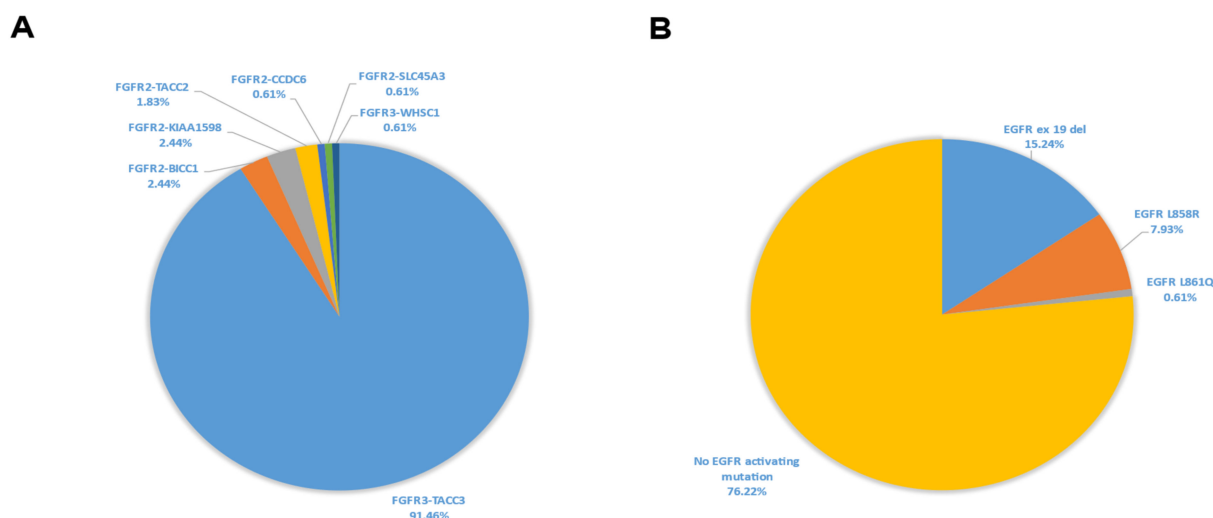 A
FGFR2-TACC2
1.83%
FGFR2-CCDC6
0.61%
FGFR2-SLC45A3
0.61%
FGFR2-KIAA1598
2.44%
FGFR3-WHSC1
0.61%
FGFR2-BICC1
2.44%
FGFR3-TACC3
91.46%
B
EGFR ex 19 del
15.24%
EGFR L858R
7.93%
EGFR L861Q
0.61%
No EGFR activating
mutation
76.22%